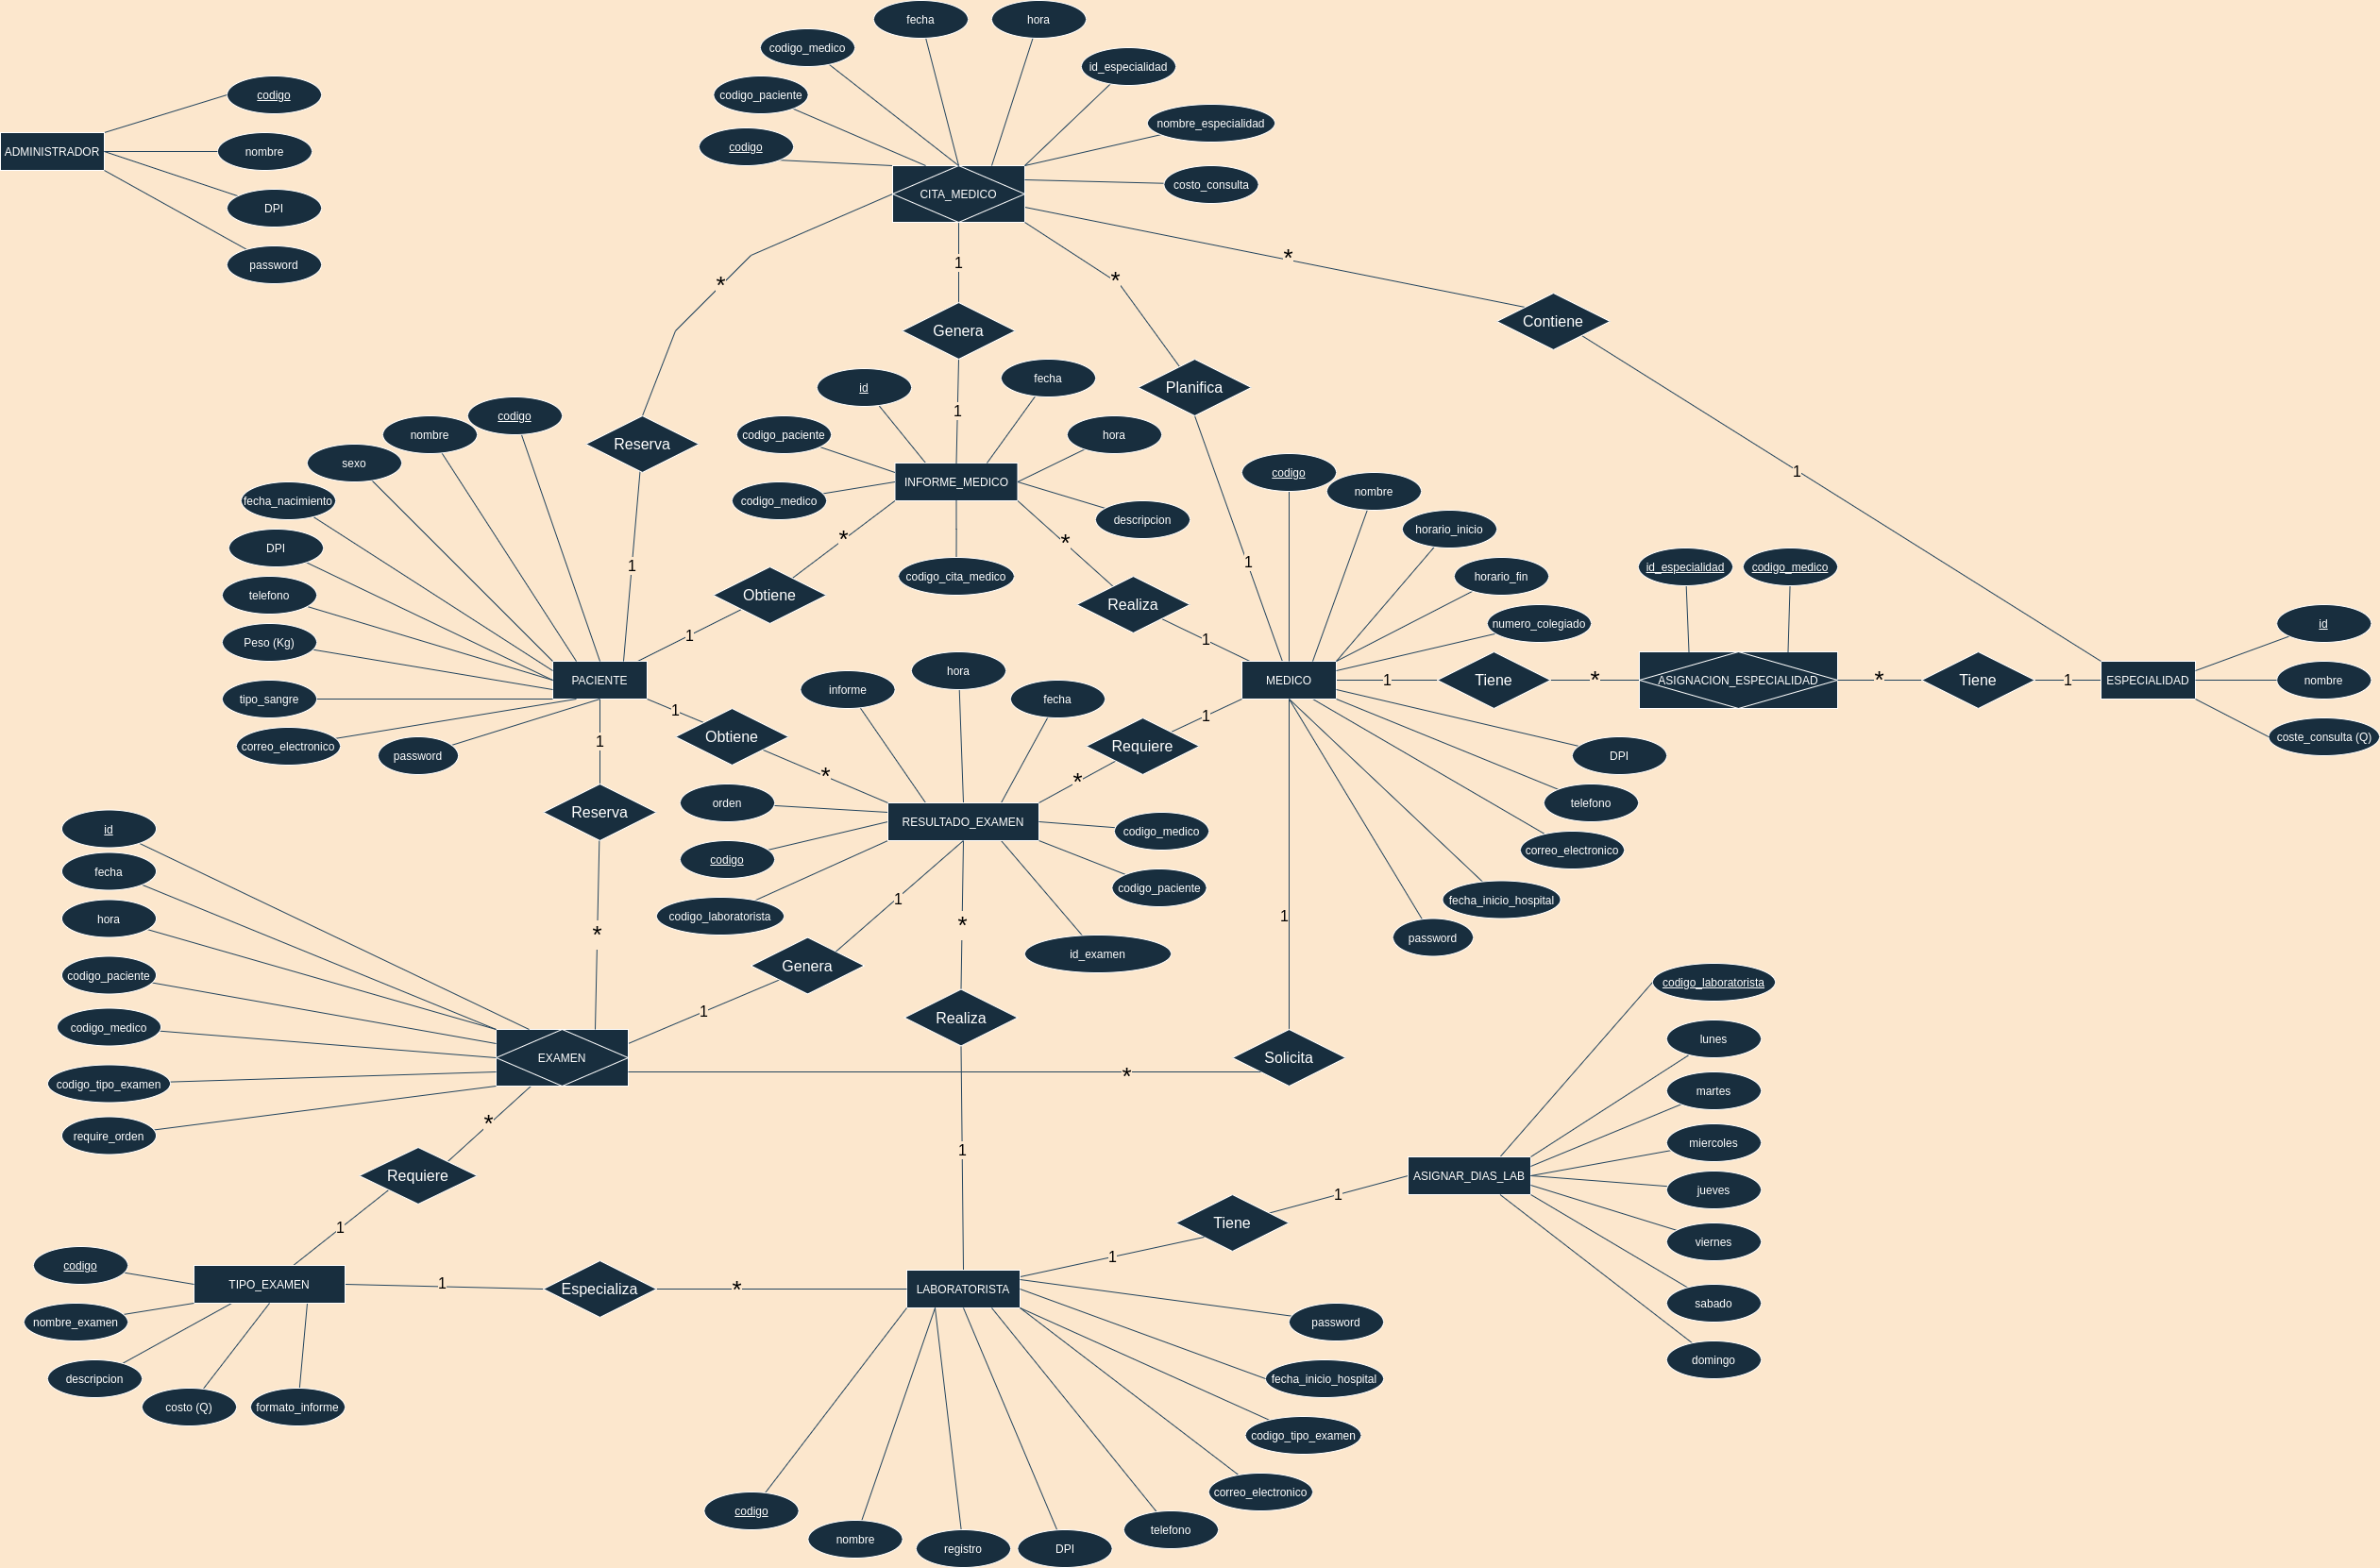 fecha
hora
codigo_medico
id_especialidad
codigo_paciente
nombre_especialidad
codigo
costo_consulta
CITA_MEDICO
codigo
ADMINISTRADOR
nombre
DPI
password
*
1
*
*
Genera
Contiene
Planifica
Reserva
1
1
1
1
id
fecha
codigo_paciente
hora
codigo_medico
INFORME_MEDICO
descripcion
codigo_cita_medico
*
*
Obtiene
Realiza
1
1
codigo
nombre
sexo
fecha_nacimiento
DPI
telefono
Peso (Kg)
tipo_sangre
correo_electronico
password
PACIENTE
codigo
nombre
horario_inicio
horario_fin
numero_colegiado
MEDICO
DPI
telefono
correo_electronico
fecha_inicio_hospital
password
1
Tiene
*
id_especialidad
codigo_medico
ASIGNACION_ESPECIALIDAD
*
Tiene
1
ESPECIALIDAD
id
nombre
coste_consulta (Q)
1
Obtiene
*
1
Requiere
*
1
Reserva
*
informe
hora
fecha
orden
RESULTADO_EXAMEN
codigo_medico
codigo
codigo_paciente
codigo_laboratorista
id_examen
1
Genera
1
*
Realiza
1
1
Solicita
*
id
fecha
hora
codigo_paciente
codigo_medico
codigo_tipo_examen
require_orden
EXAMEN
*
Requiere
1
codigo
TIPO_EXAMEN
nombre_examen
descripcion
costo (Q)
formato_informe
1
Especializa
*
LABORATORISTA
1
Tiene
1
codigo_laboratorista
lunes
martes
miercoles
ASIGNAR_DIAS_LAB
jueves
viernes
sabado
domingo
password
fecha_inicio_hospital
codigo_tipo_examen
correo_electronico
codigo
telefono
nombre
registro
DPI